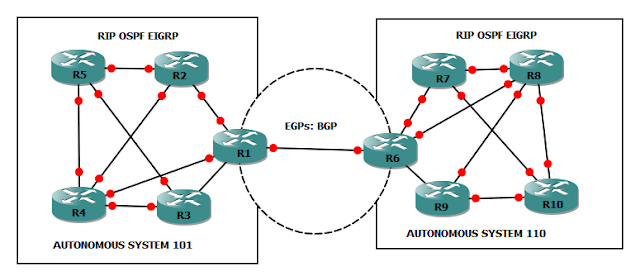 RIP OSPF EIGRP
R5
R2
R1
R4
R3
AUTONOMOUS SYSTEM 101
EGPs: BGP
RIP OSPF EIGRP
R7
R8
R6
R9
R10
AUTONOMOUS SYSTEM 110